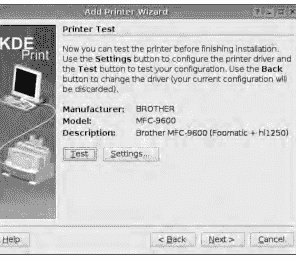 Add Printer Wizard
KDE
Print
Printer Test
Now you can test the printer before finishing installation.
Use the Settings button to configure the printer driver and
the Test button to test your configuration. Use the Back
button to change the driver (your current configuration will
be discarded).
Manufacturer: BROTHER
Model: MFC-9600
Description: Brother MFC-9600 (Foomatic + hl1250)
Test Settings...
Help < Back Next > Cancel